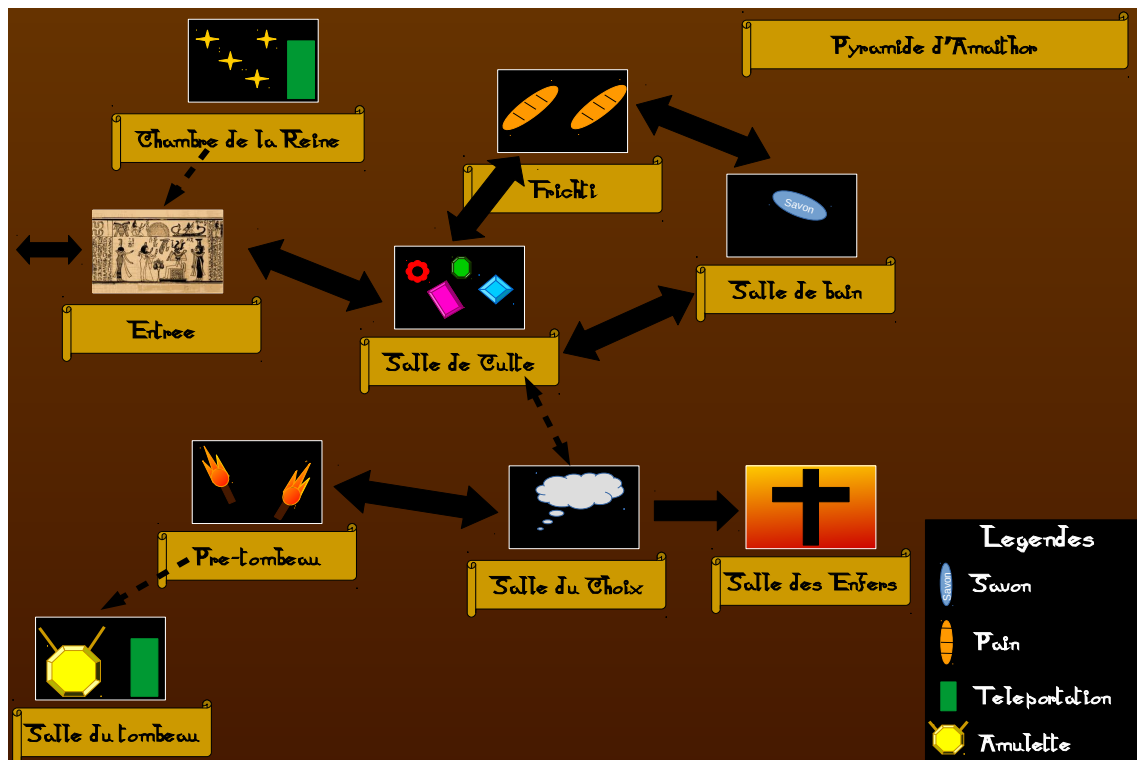 Pyramide d'Amaithor
Chambre de la Reine
Frichti
Savon
Salle de bain
Entree
Salle de Culte
Pre-tombeau
Salle du Choix
Salle des Enfers
Salle du tombeau
Legendes
Savon
Savon
Pain
Teleportation
Amulette